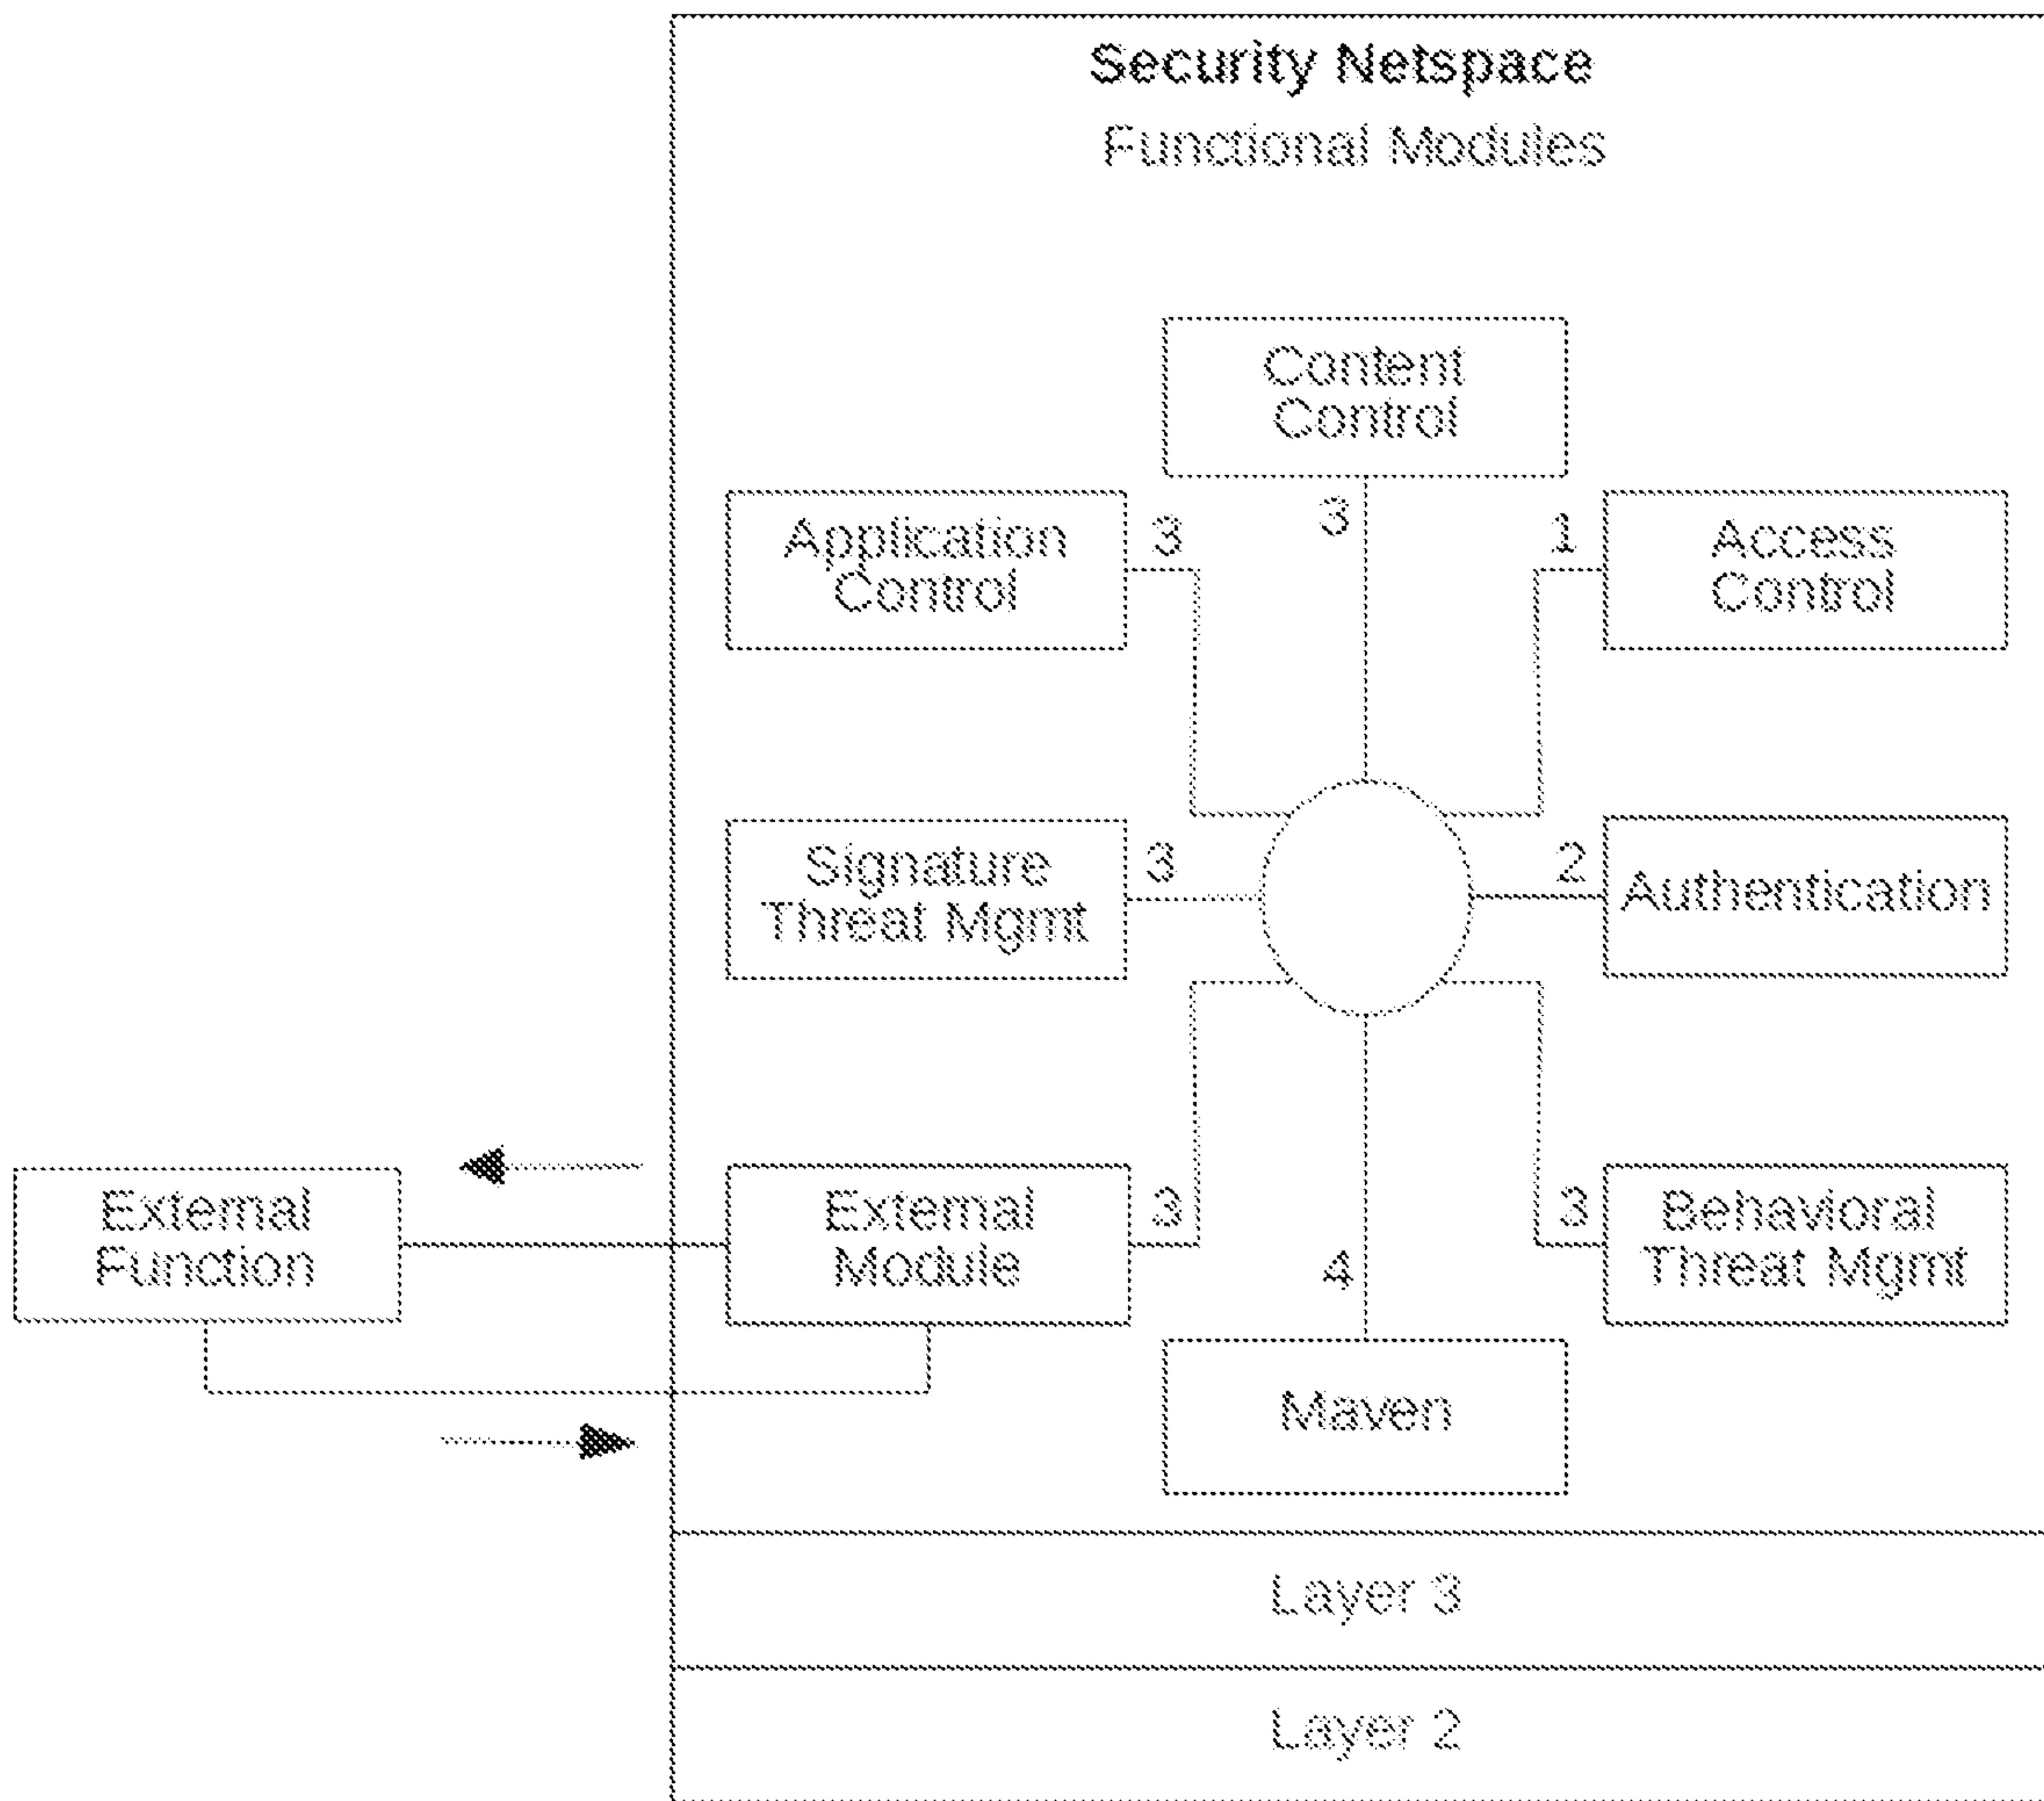 Security Netspace
Functional Modules
Content
Control
3
Application
Control
3
1
Access
Control
Signature
Threat Mgmt
3
2
Authentication
External
Function
External
Module
3
4
3
Behavioral
Threat Mgmt
Maven
Layer 3
Layer 2